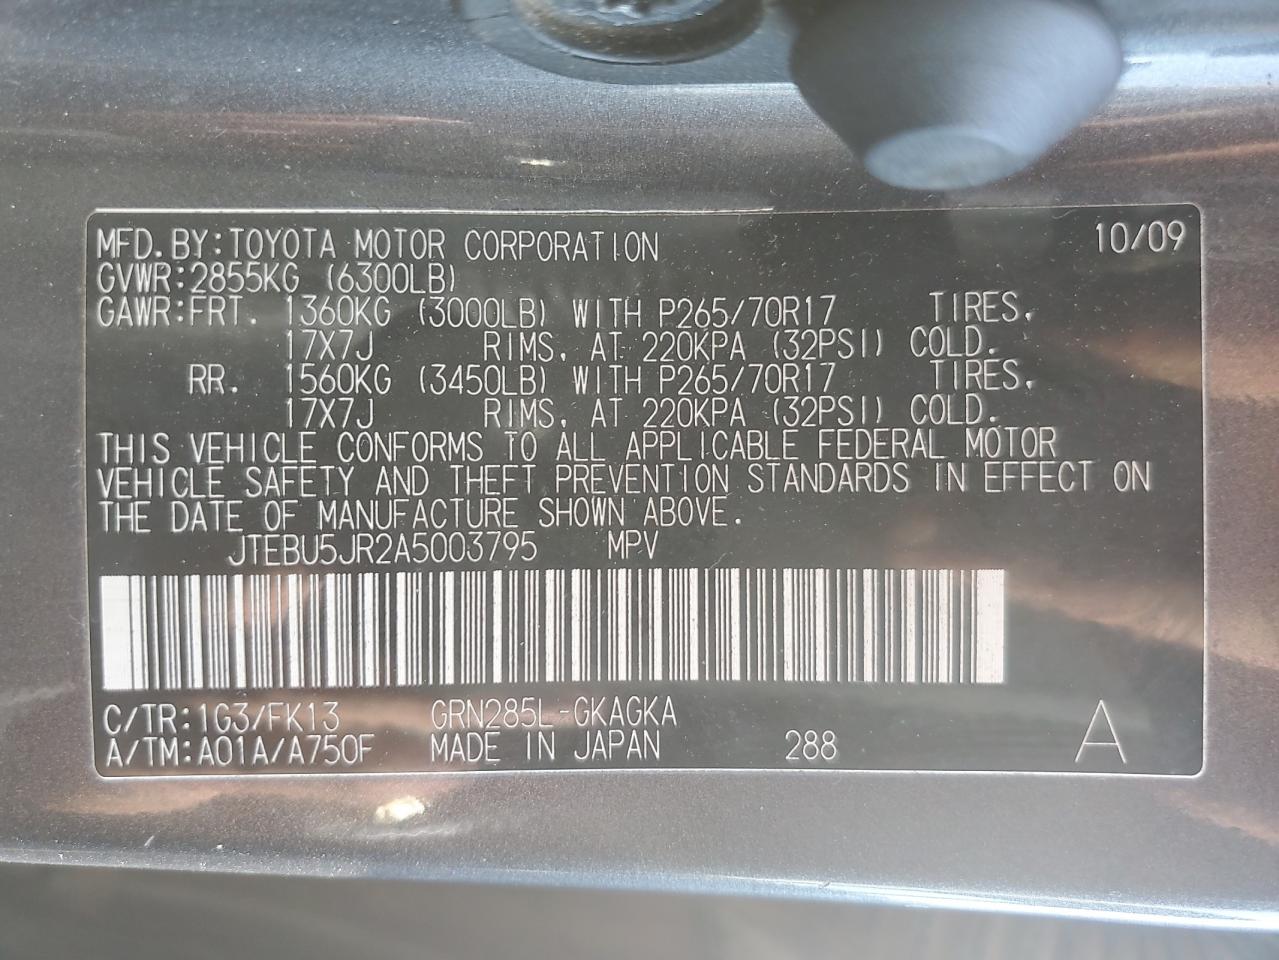 MFD.BY:TOYOTA MOTOR CORPORATION 10/09
GVWR:2855KG (6300LB)
GAWR:FRT. 1360KG (3000LB) WITH P265/70R17 TIRES,
17X7J RIMS, AT 220KPA (32PSI) COLD.
RR. 1560KG (3450LB) WITH P265/70R17 TIRES,
17X7J RIMS, AT 220KPA (32PSI) COLD.
THIS VEHICLE CONFORMS TO ALL APPLICABLE FEDERAL MOTOR
VEHICLE SAFETY AND THEFT PREVENTION STANDARDS IN EFFECT ON
THE DATE OF MANUFACTURE SHOWN ABOVE.
JTEBU5JR2A5003795 MPV
C/TR:1G3/FK13 GRN285L-GKAGKA
A/TM:A01A/A750F MADE IN JAPAN 288 A